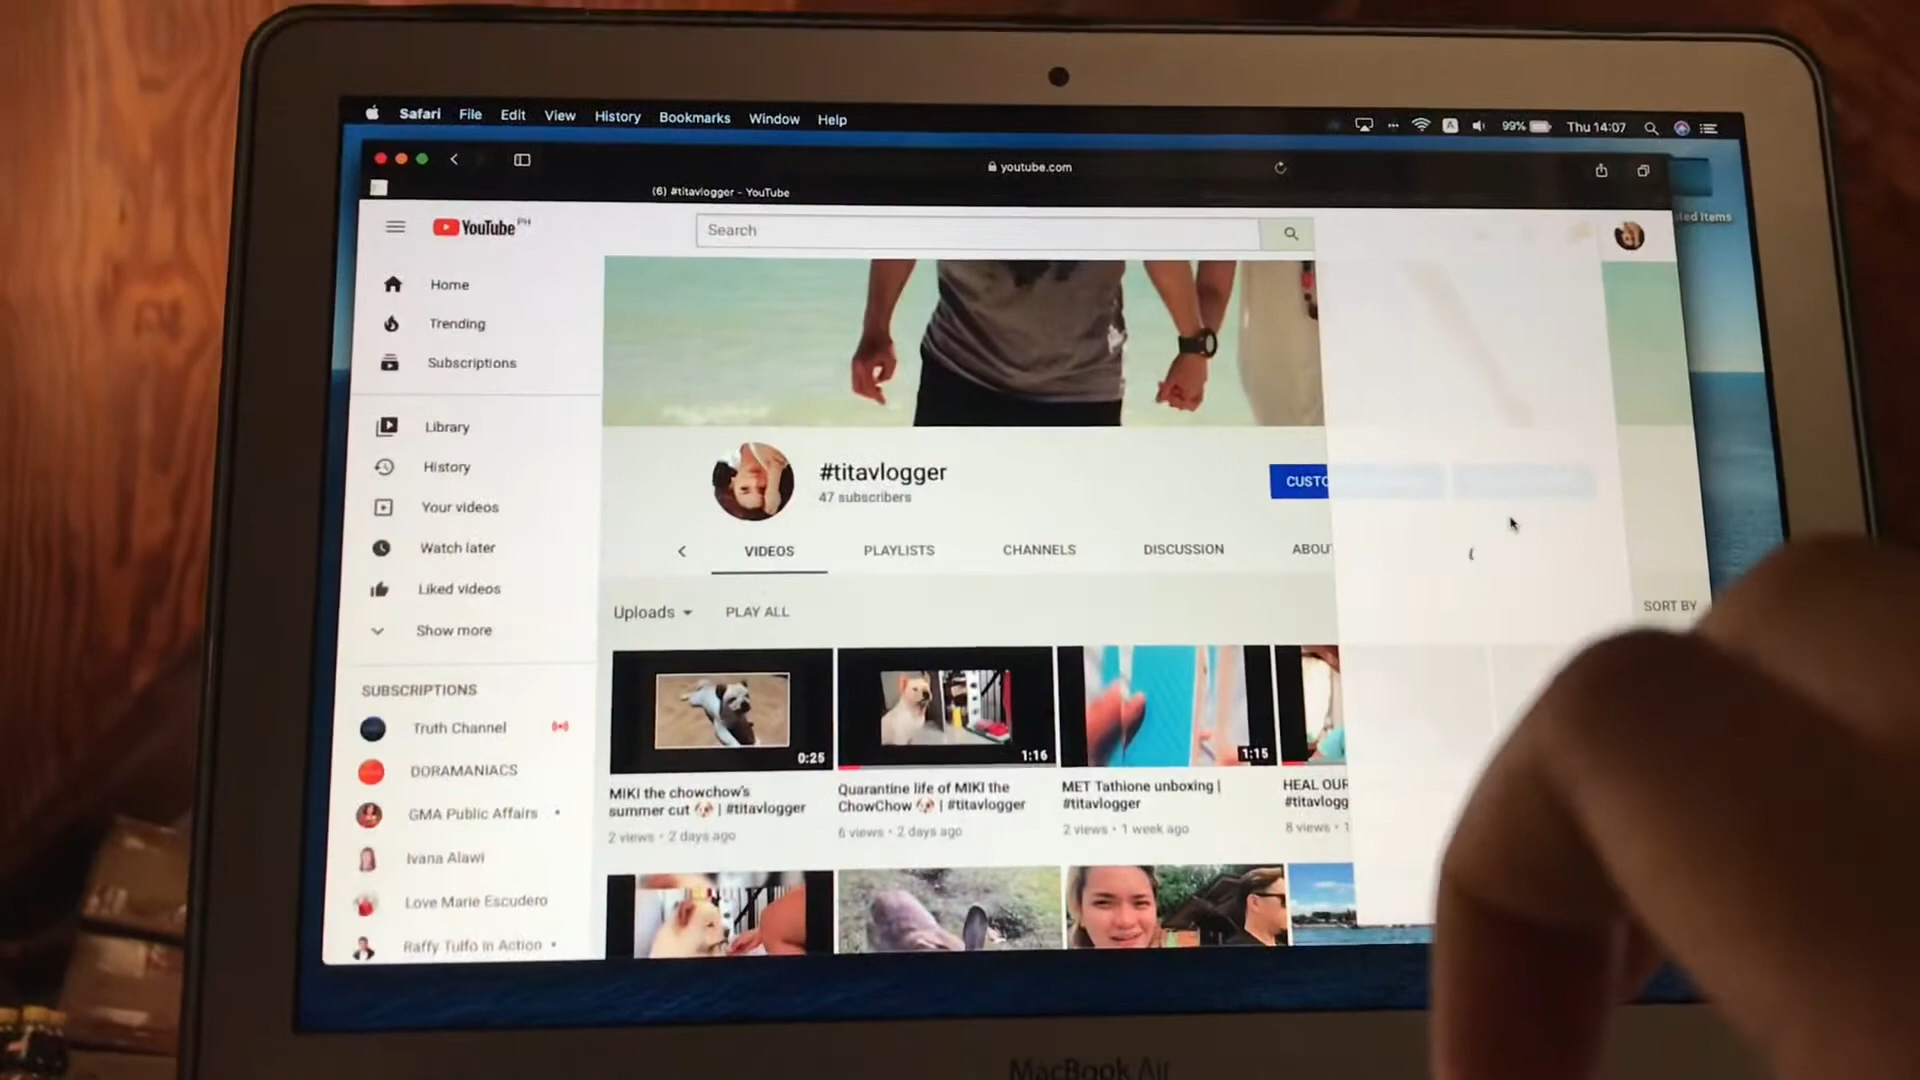 Safari File Edit View History Bookmarks Window Help
99% Thu 14:07
youtube.com
(6) #titavlogger - YouTube
YouTube PH
Search
Home
Trending
Subscriptions
Library
History
Your videos
Watch later
Liked videos
Show more
SUBSCRIPTIONS
Truth Channel
DORAMANIACS
GMA Public Affairs
Ivana Alawi
Love Marie Escudero
Raffy Tulfo in Action
#titavlogger
47 subscribers
CUSTO
VIDEOS PLAYLISTS CHANNELS DISCUSSION ABOU
Uploads PLAY ALL
SORT BY
0:25
MIKI the chowchow's
summer cut 🐶 | #titavlogger
2 views • 2 days ago
1:16
Quarantine life of MIKI the
ChowChow 🐶 | #titavlogger
6 views • 2 days ago
1:15
MET Tathione unboxing |
#titavlogger
2 views • 1 week ago
HEAL OUR
#titavlogg
8 views • 1
ted Items
MacBook Air